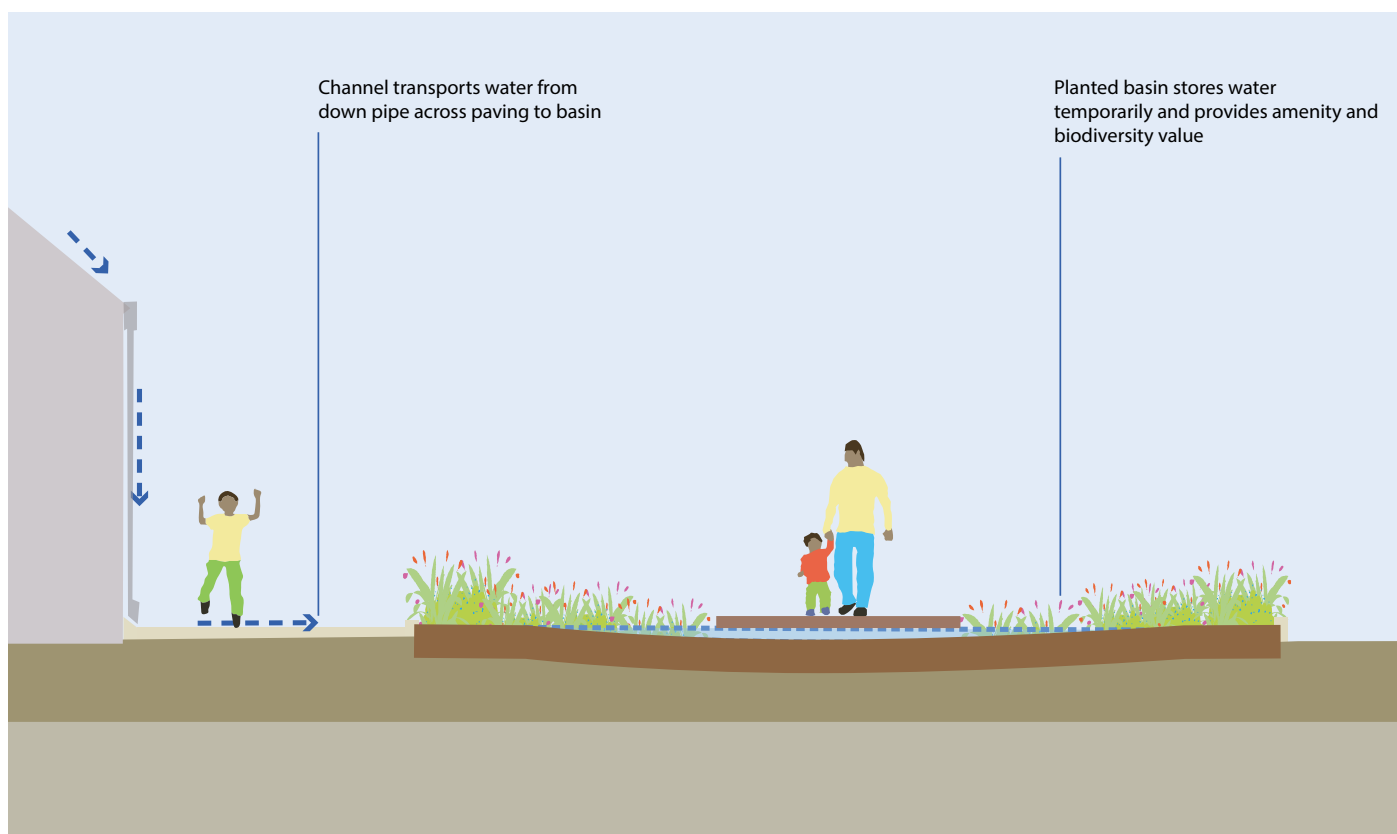 Channel transports water from
down pipe across paving to basin
Planted basin stores water
temporarily and provides amenity and
biodiversity value